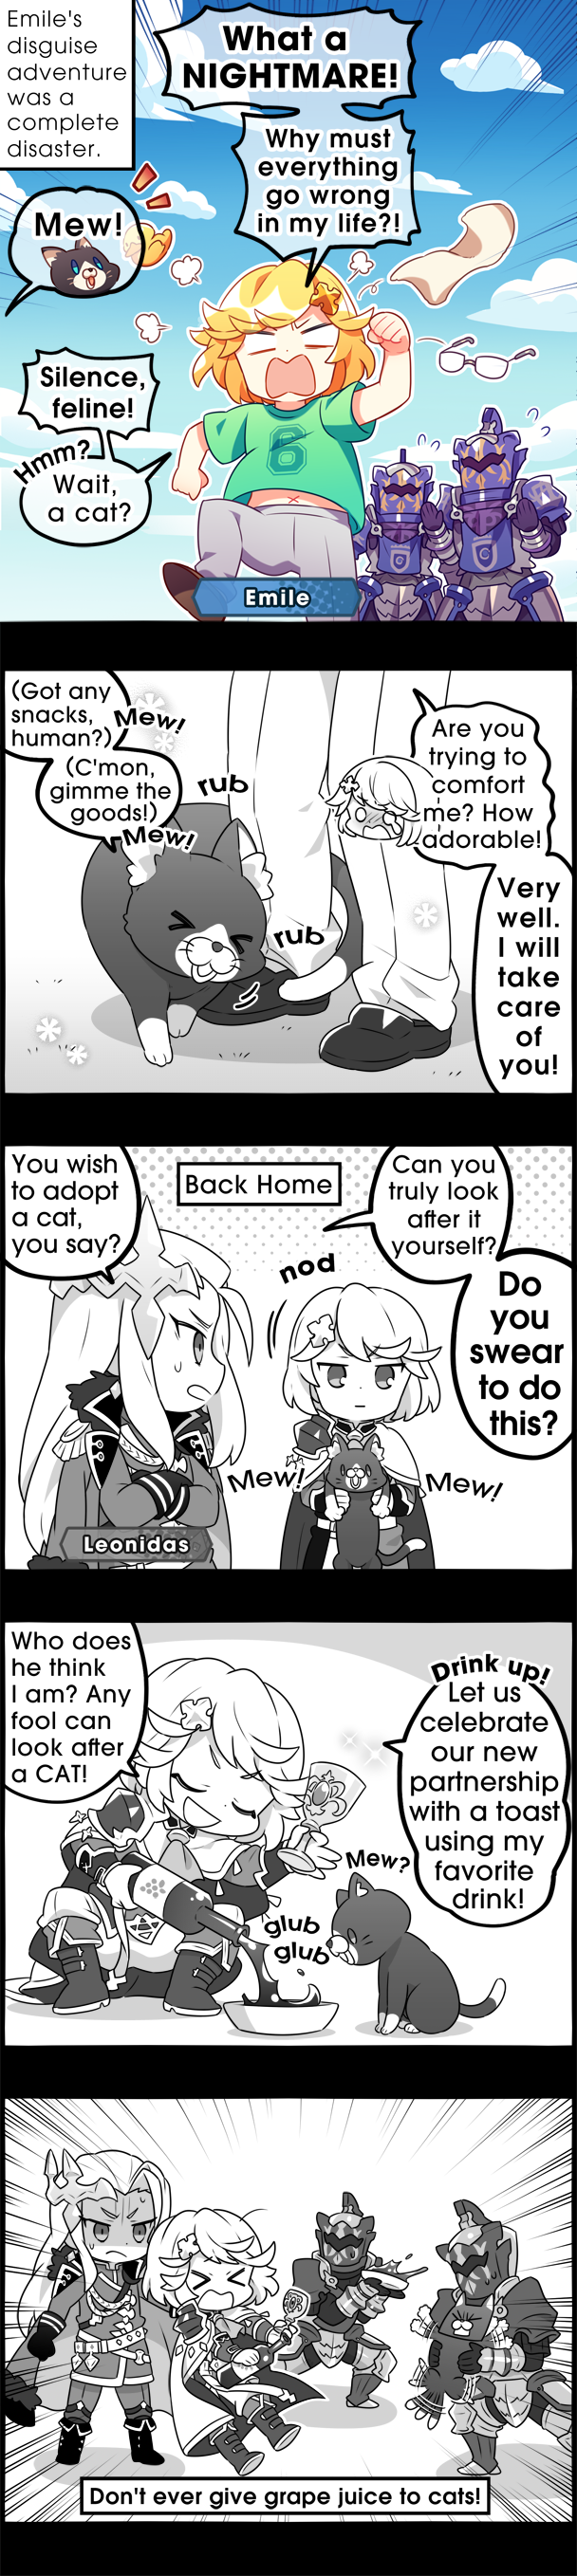 Emile's
disguise
adventure
was a
complete
disaster.
What a
NIGHTMARE!
Why must
everything
go wrong
in my life?!
Mew!
Silence,
feline!
Hmm?
Wait,
a cat?
6
Emile
(Got any
snacks,
human?)
Mew!
(C'mon,
gimme the
goods!)
Mew!
rub
rub
Are you
trying to
comfort
me? How
adorable!
Very
well.
I will
take
care
of
you!
You wish
to adopt
a cat,
you say?
Back Home
Can you
truly look
after it
yourself?
Do
you
swear
to do
this?
nod
Mew!
Mew!
Leonidas
Who does
he think
I am? Any
fool can
look after
a CAT!
Drink up!
Let us
celebrate
our new
partnership
with a toast
using my
favorite
drink!
Mew?
glub
glub
Don't ever give grape juice to cats!